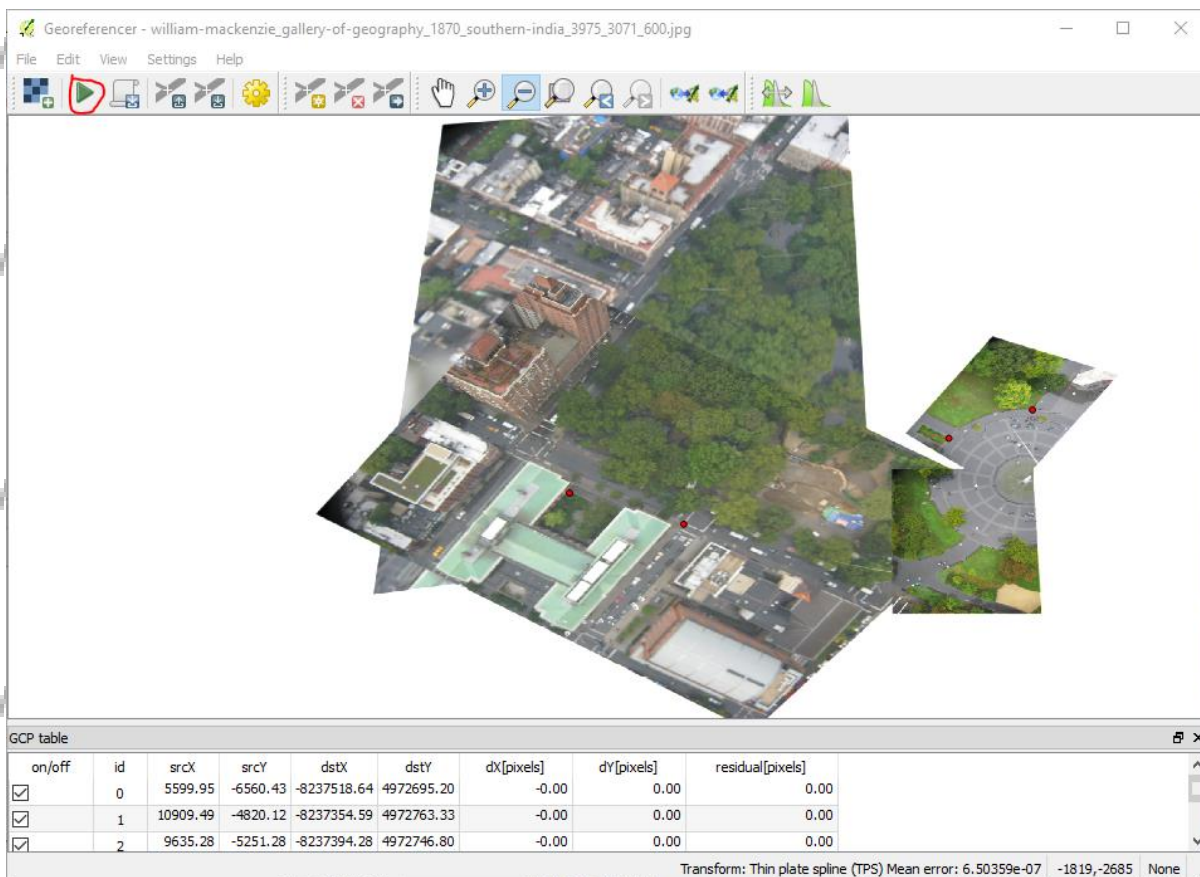 Georeferencer - william-mackenzie_gallery-of-geography_1870_southern-india_3975_3071_600.jpg
File Edit View Settings Help
GCP table
on/off id srcX srcY dstX dstY dX[pixels] dY[pixels] residual[pixels]
0 5599.95 -6560.43 -8237518.64 4972695.20 -0.00 0.00 0.00
1 10909.49 -4820.12 -8237354.59 4972763.33 -0.00 0.00 0.00
2 9635.28 -5251.28 -8237394.28 4972746.80 -0.00 0.00 0.00
Transform: Thin plate spline (TPS) Mean error: 6.50359e-07 -1819,-2685 None